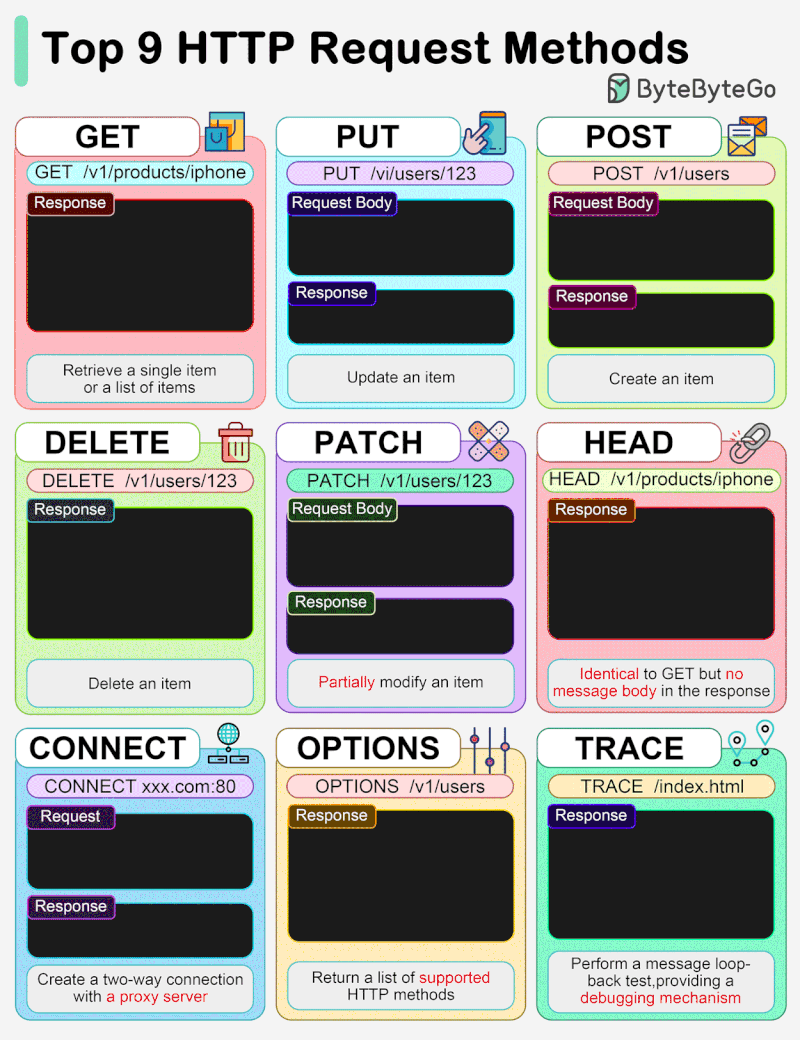 Top 9 HTTP Request Methods
ByteByteGo
GET
GET /v1/products/iphone
Response
Retrieve a single item
or a list of items
PUT
PUT /vi/users/123
Request Body
Response
Update an item
POST
POST /v1/users
Request Body
Response
Create an item
DELETE
DELETE /v1/users/123
Response
Delete an item
PATCH
PATCH /v1/users/123
Request Body
Response
Partially modify an item
HEAD
HEAD /v1/products/iphone
Response
Identical to GET but no
message body in the response
CONNECT
CONNECT xxx.com:80
Request
Response
Create a two-way connection
with a proxy server
OPTIONS
OPTIONS /v1/users
Response
Return a list of supported
HTTP methods
TRACE
TRACE /index.html
Response
Perform a message loop-
back test,providing a
debugging mechanism